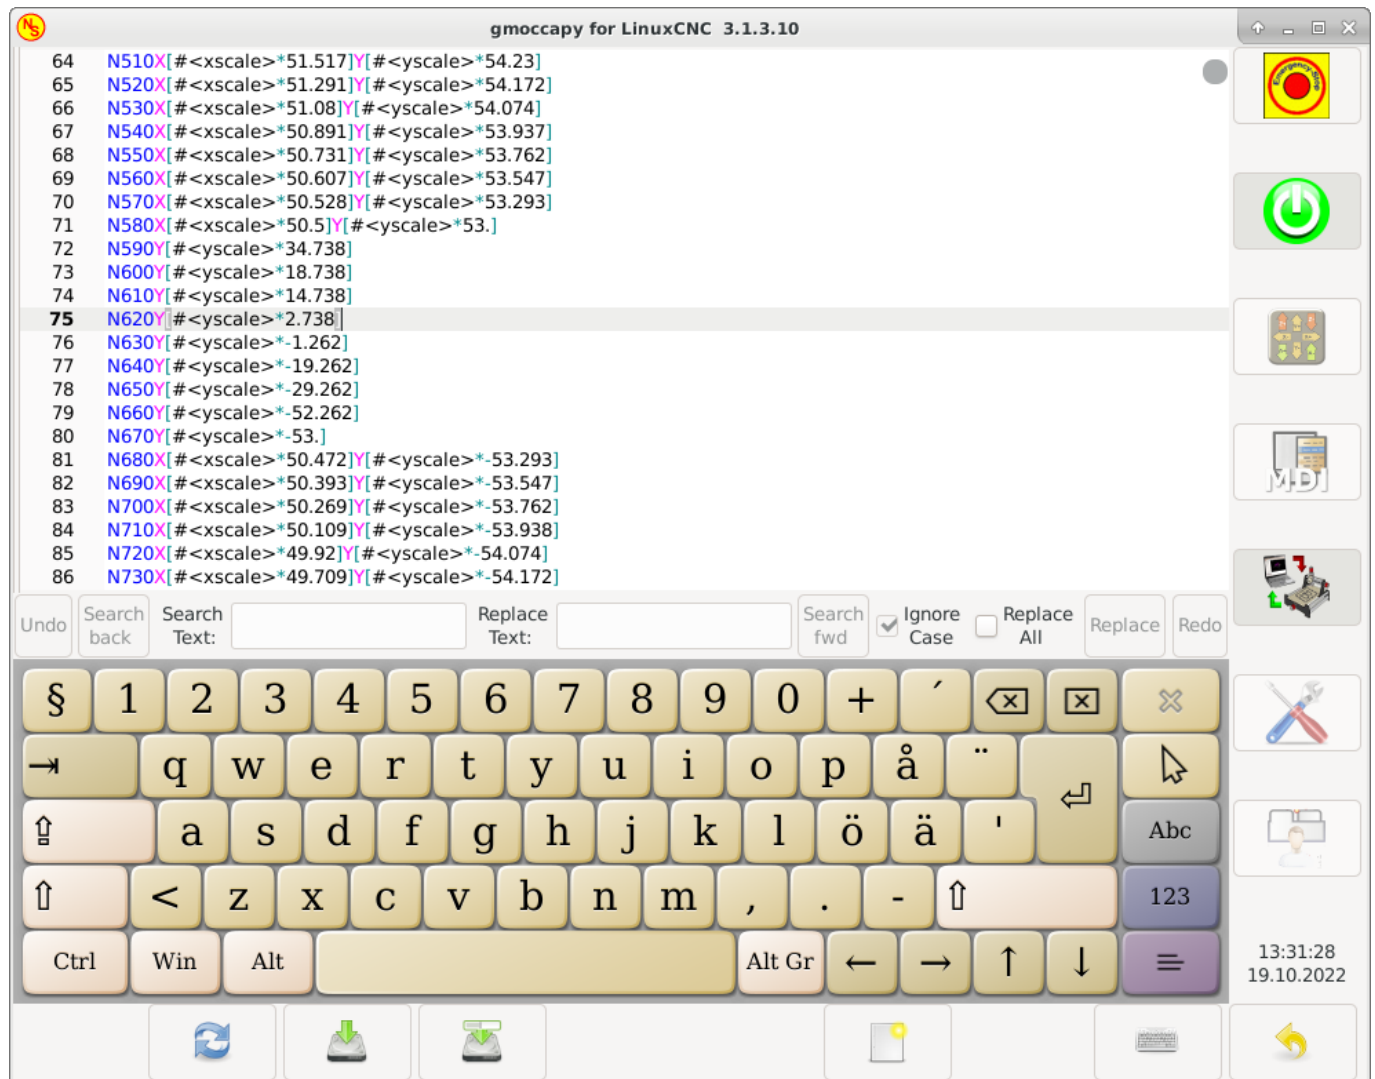 gmoccapy for LinuxCNC 3.1.3.10
NS
64 N510X[#<xscale>*51.517]Y[#<yscale>*54.23]
65 N520X[#<xscale>*51.291]Y[#<yscale>*54.172]
66 N530X[#<xscale>*51.08]Y[#<yscale>*54.074]
67 N540X[#<xscale>*50.891]Y[#<yscale>*53.937]
68 N550X[#<xscale>*50.731]Y[#<yscale>*53.762]
69 N560X[#<xscale>*50.607]Y[#<yscale>*53.547]
70 N570X[#<xscale>*50.528]Y[#<yscale>*53.293]
71 N580X[#<xscale>*50.5]Y[#<yscale>*53.]
72 N590Y[#<yscale>*34.738]
73 N600Y[#<yscale>*18.738]
74 N610Y[#<yscale>*14.738]
75 N620Y[#<yscale>*2.738]
76 N630Y[#<yscale>*-1.262]
77 N640Y[#<yscale>*-19.262]
78 N650Y[#<yscale>*-29.262]
79 N660Y[#<yscale>*-52.262]
80 N670Y[#<yscale>*-53.]
81 N680X[#<xscale>*50.472]Y[#<yscale>*-53.293]
82 N690X[#<xscale>*50.393]Y[#<yscale>*-53.547]
83 N700X[#<xscale>*50.269]Y[#<yscale>*-53.762]
84 N710X[#<xscale>*50.109]Y[#<yscale>*-53.938]
85 N720X[#<xscale>*49.92]Y[#<yscale>*-54.074]
86 N730X[#<xscale>*49.709]Y[#<yscale>*-54.172]
Emergency-Stop
MDI
Undo
Search
back
Search
Text:
Replace
Text:
Search
fwd
Ignore
Case
Replace
All
Replace
Redo
§ 1 2 3 4 5 6 7 8 9 0 + ´
q w e r t y u i o p å ¨
a s d f g h j k l ö ä ' Abc
< z x c v b n m , . - 123
Ctrl Win Alt Alt Gr ← → ↑ ↓
13:31:28
19.10.2022